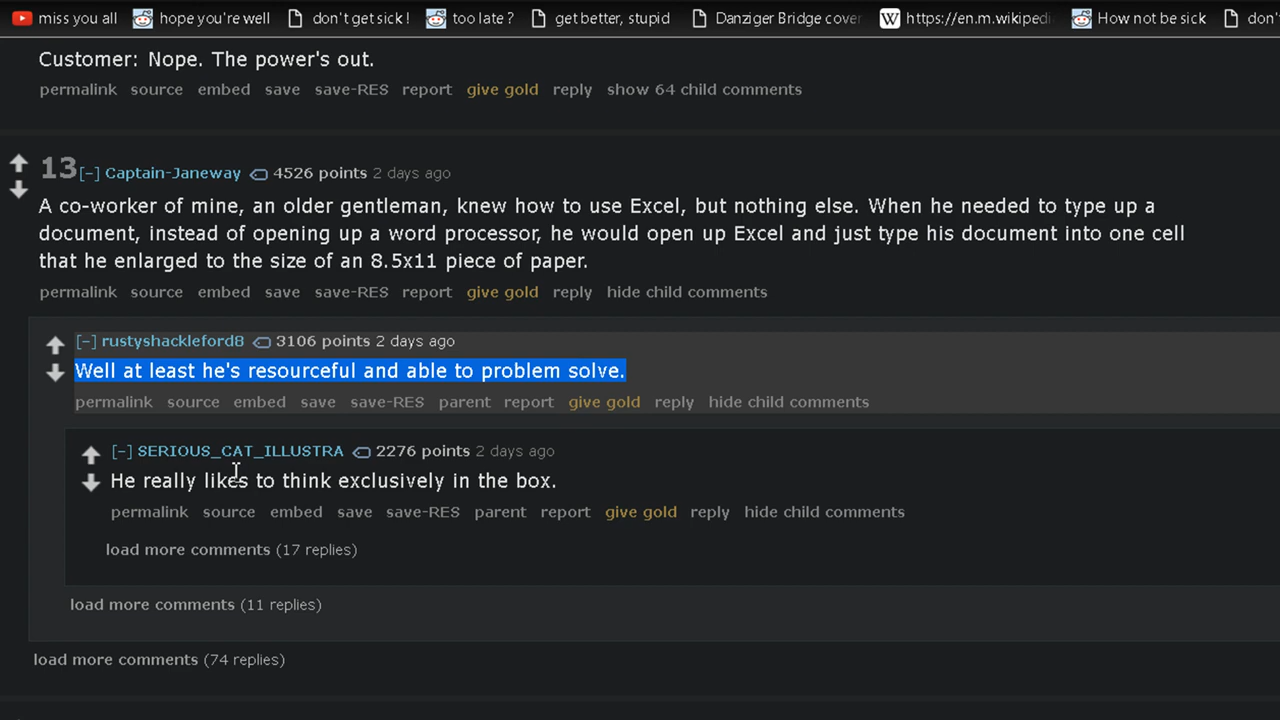 miss you all hope you're well don't get sick ! too late ? get better, stupid Danziger Bridge cover https://en.m.wikipedi How not be sick don'
Customer: Nope. The power's out.
permalink source embed save save-RES report give gold reply show 64 child comments
13 [−] Captain-Janeway 4526 points 2 days ago
A co-worker of mine, an older gentleman, knew how to use Excel, but nothing else. When he needed to type up a
document, instead of opening up a word processor, he would open up Excel and just type his document into one cell
that he enlarged to the size of an 8.5x11 piece of paper.
permalink source embed save save-RES report give gold reply hide child comments
[−] rustyshackleford8 3106 points 2 days ago
Well at least he's resourceful and able to problem solve.
permalink source embed save save-RES parent report give gold reply hide child comments
[−] SERIOUS_CAT_ILLUSTRA 2276 points 2 days ago
He really likes to think exclusively in the box.
permalink source embed save save-RES parent report give gold reply hide child comments
load more comments (17 replies)
load more comments (11 replies)
load more comments (74 replies)